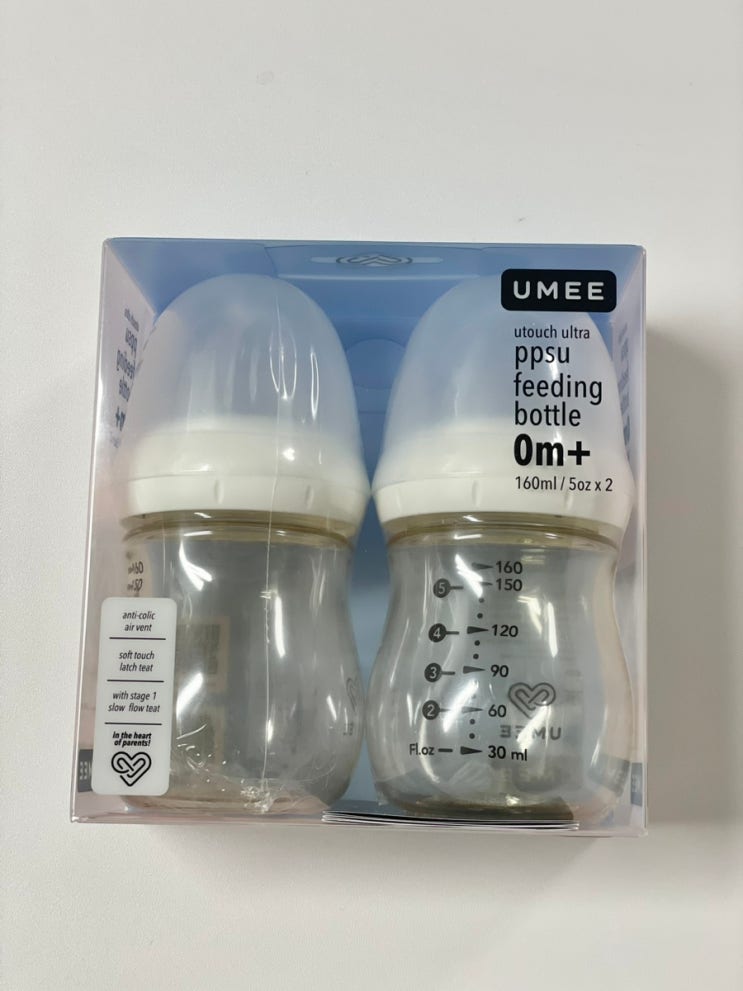 UMEE
utouch ultra
ppsu
feeding
bottle
0m+
160ml / 5oz x 2
160
150
5
4
120
3
90
2
60
UMEE
Fl.oz
30 ml
anti-colic
air vent
soft touch
latch teat
with stage 1
slow flow teat
in the heart
of parents!